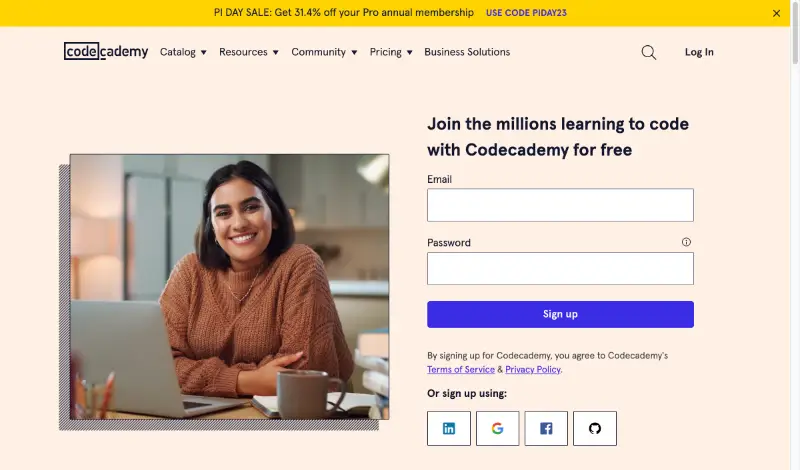 PI DAY SALE: Get 31.4% off your Pro annual membership USE CODE PIDAY23
codecademy Catalog Resources Community Pricing Business Solutions Log In
Join the millions learning to code
with Codecademy for free
Email
Password
Sign up
By signing up for Codecademy, you agree to Codecademy's
Terms of Service & Privacy Policy.
Or sign up using: